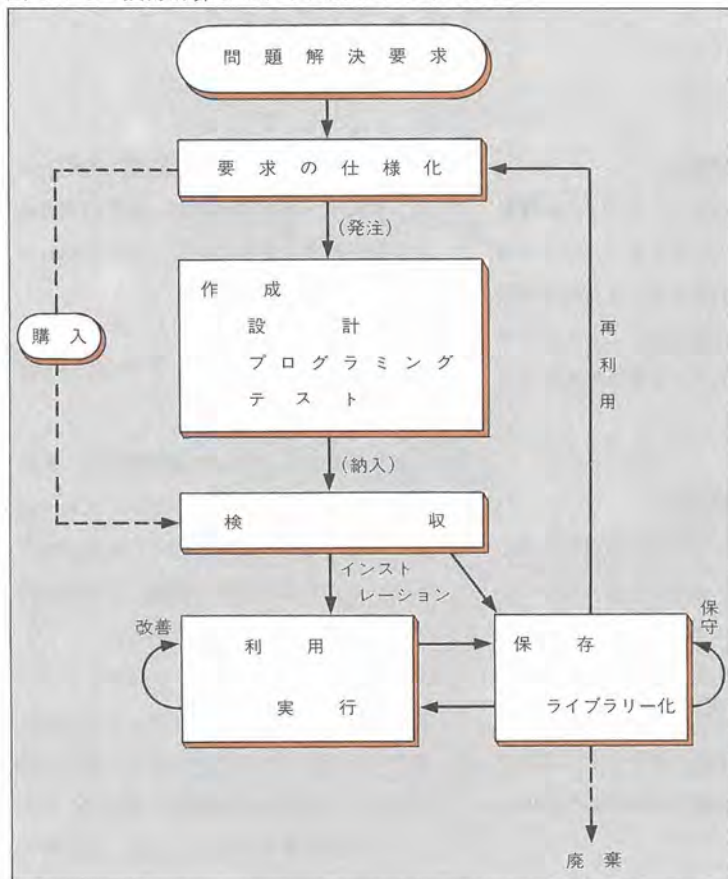 問題解決要求
要求の仕様化
(発注)
作成
設計
プログラミング
テスト
購入
再利用
(納入)
検収
インスト
レーション
改善
利用
実行
保存
ライブラリー化
保守
廃棄